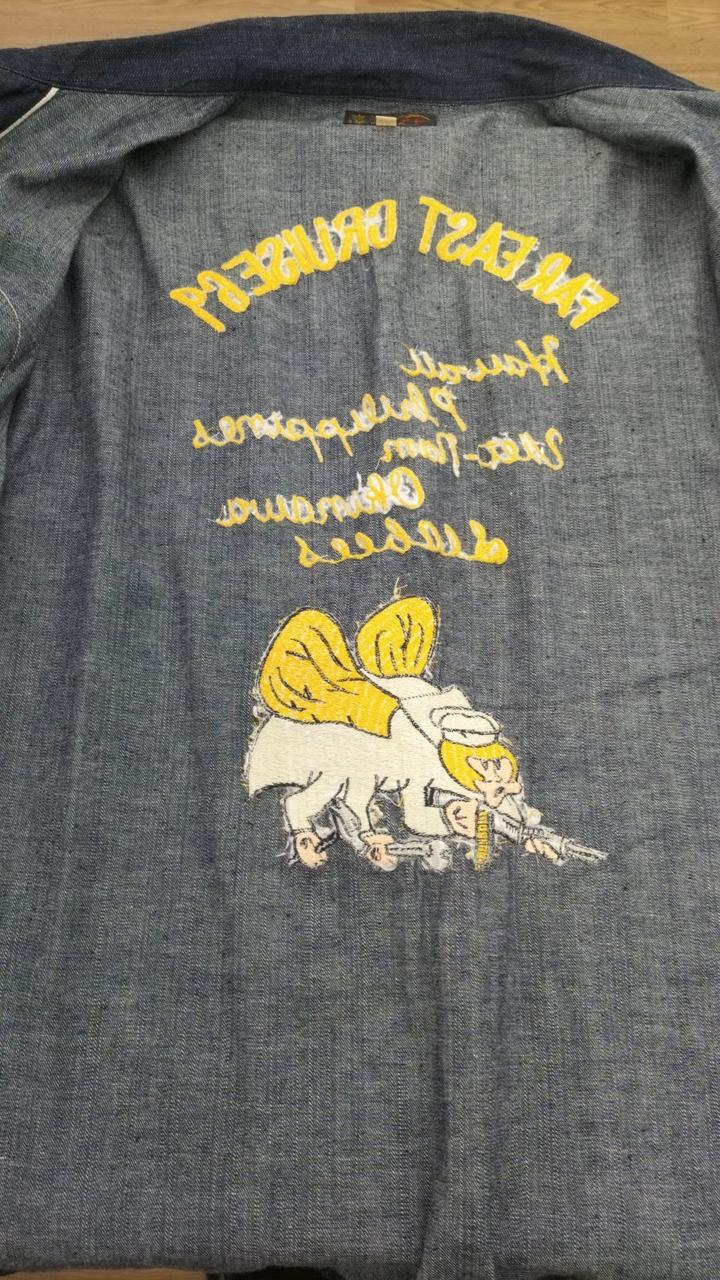 FAR EAST CRUISE 69
Hawaii
Philippines
Viet-Nam
Okinawa
Seabees